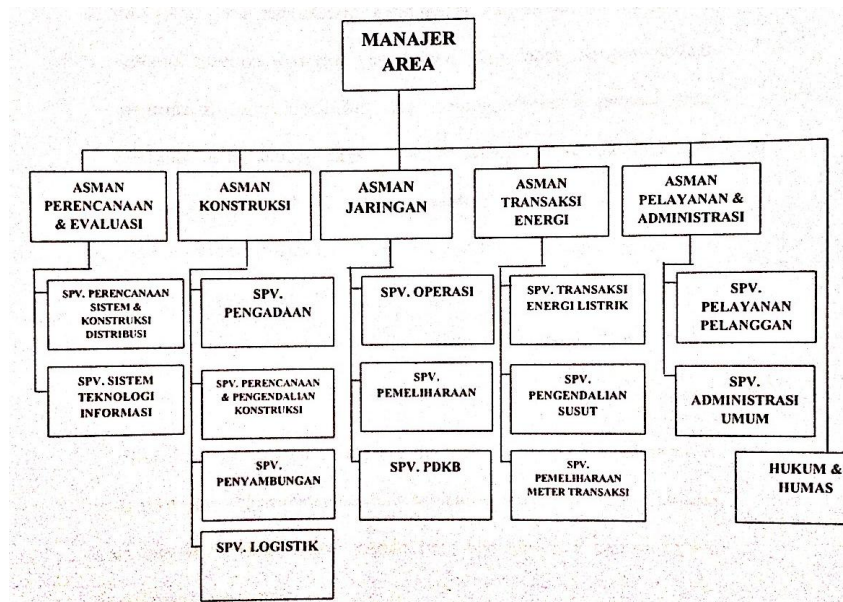 MANAJER
AREA
ASMAN
PERENCANAAN
& EVALUASI
ASMAN
KONSTRUKSI
ASMAN
JARINGAN
ASMAN
TRANSAKSI
ENERGI
ASMAN
PELAYANAN &
ADMINISTRASI
SPV. PERENCANAAN
SISTEM &
KONSTRUKSI
DISTRIBUSI
SPV. SISTEM
TEKNOLOGI
INFORMASI
SPV.
PENGADAAN
SPV. PERENCANAAN
& PENGENDALIAN
KONSTRUKSI
SPV.
PENYAMBUNGAN
SPV. LOGISTIK
SPV. OPERASI
SPV.
PEMELIHARAAN
SPV. PDKB
SPV. TRANSAKSI
ENERGI LISTRIK
SPV.
PENGENDALIAN
SUSUT
SPV.
PEMELIHARAAN
METER TRANSAKSI
SPV.
PELAYANAN
PELANGGAN
SPV.
ADMINISTRASI
UMUM
HUKUM &
HUMAS